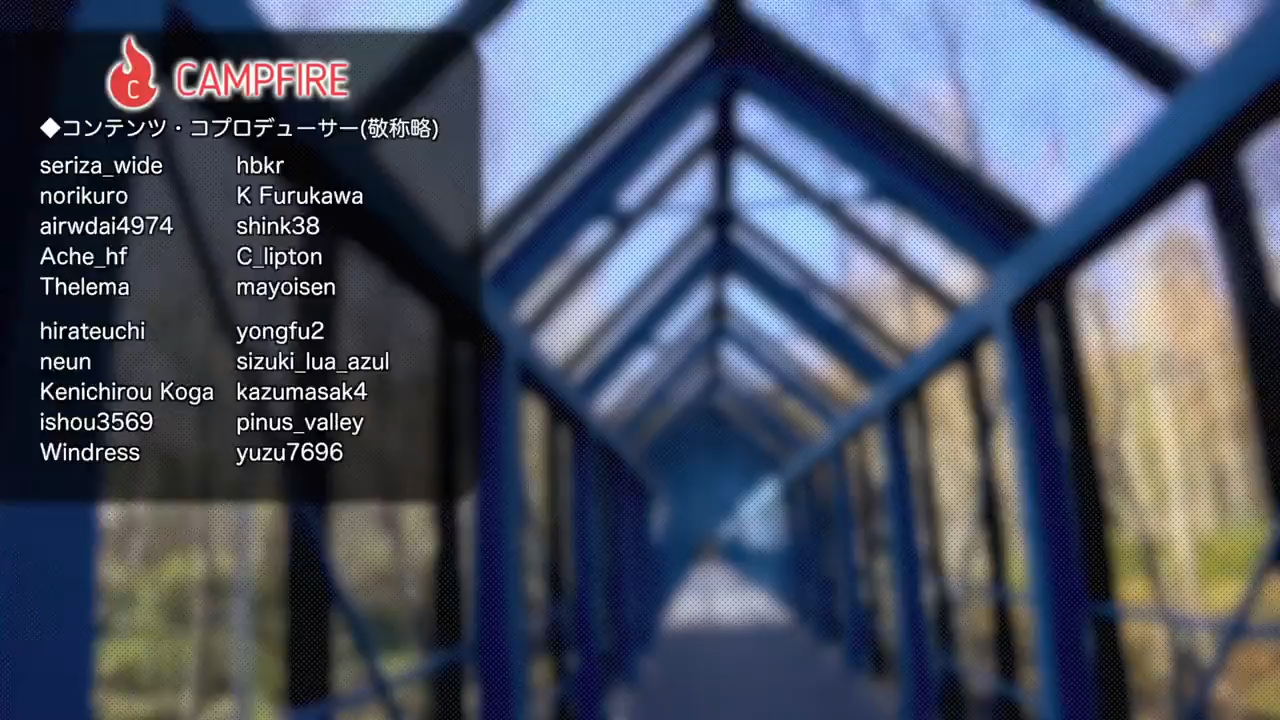 CAMPFIRE
◆コンテンツ・コプロデューサー(敬称略)
seriza_wide hbkr
norikuro K Furukawa
airwdai4974 shink38
Ache_hf C_lipton
Thelema mayoisen
hirateuchi yongfu2
neun sizuki_lua_azul
Kenichirou Koga kazumasak4
ishou3569 pinus_valley
Windress yuzu7696